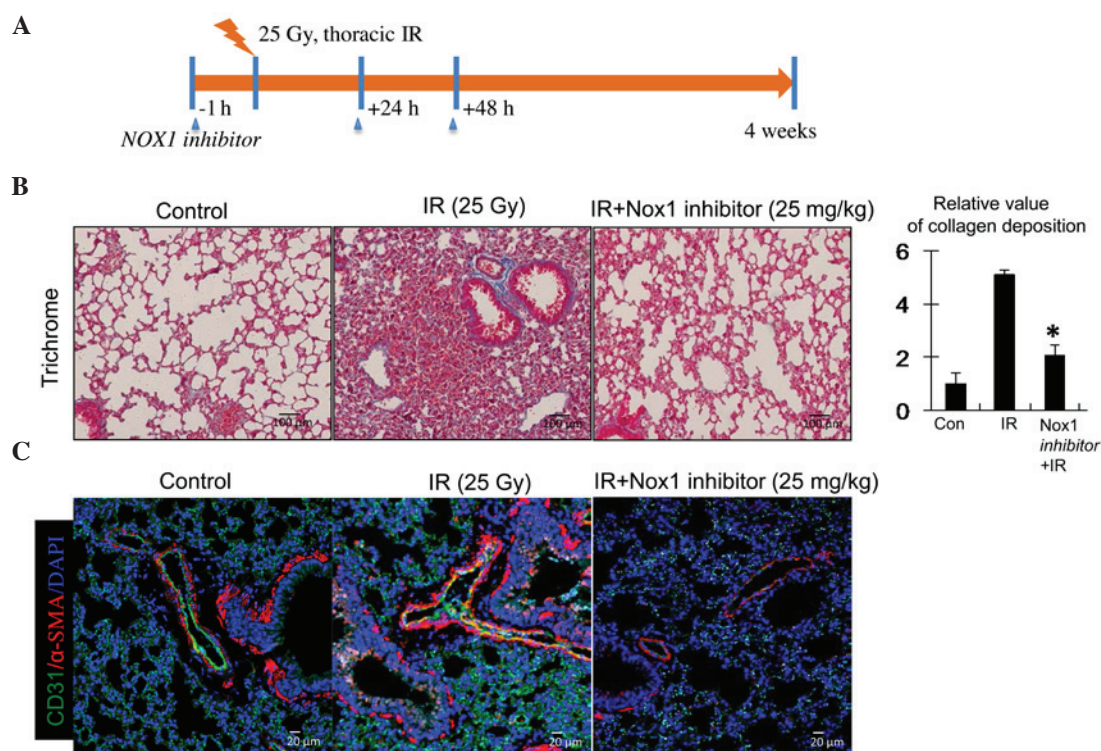 A
25 Gy, thoracic IR
-1 h
+24 h
+48 h
NOX1 inhibitor
4 weeks
B
Control
IR (25 Gy)
IR+Nox1 inhibitor (25 mg/kg)
Trichrome
100 µm
100 µm
100 µm
Relative value
of collagen deposition
6
4
2
0
*
Con
IR
Nox1
inhibitor
+IR
C
Control
IR (25 Gy)
IR+Nox1 inhibitor (25 mg/kg)
CD31/α-SMA/DAPI
20 µm
20 µm
20 µm